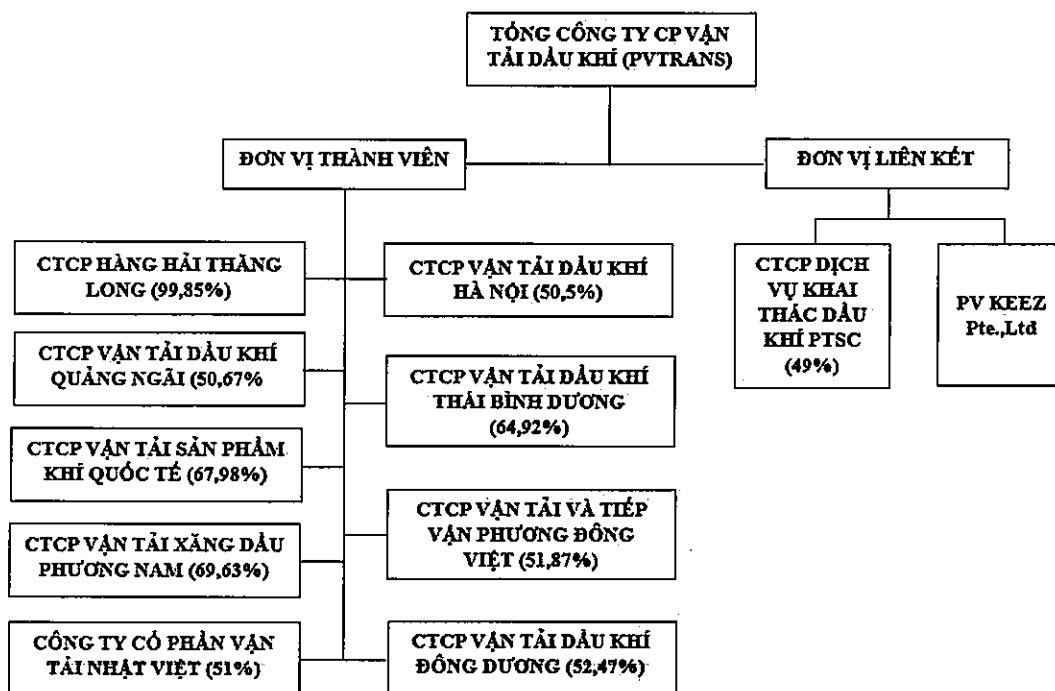 TỔNG CÔNG TY CP VẬN
TẢI DẦU KHÍ (PVTRANS)
ĐƠN VỊ THÀNH VIÊN
ĐƠN VỊ LIÊN KẾT
CTCP HÀNG HẢI THĂNG
LONG (99,85%)
CTCP VẬN TẢI DẦU KHÍ
HÀ NỘI (50,5%)
CTCP VẬN TẢI DẦU KHÍ
QUẢNG NGÃI (50,67%
CTCP VẬN TẢI DẦU KHÍ
THÁI BÌNH DƯƠNG
(64,92%)
CTCP VẬN TẢI SẢN PHẨM
KHÍ QUỐC TẾ (67,98%)
CTCP VẬN TẢI VÀ TIẾP
VẬN PHƯƠNG ĐÔNG
VIỆT (51,87%)
CTCP VẬN TẢI XĂNG DẦU
PHƯƠNG NAM (69,63%)
CÔNG TY CỔ PHẦN VẬN
TẢI NHẬT VIỆT (51%)
CTCP VẬN TẢI DẦU KHÍ
ĐÔNG DƯƠNG (52,47%)
CTCP DỊCH
VỤ KHAI
THÁC DẦU
KHÍ PTSC
(49%)
PV KEEZ
Pte.,Ltd